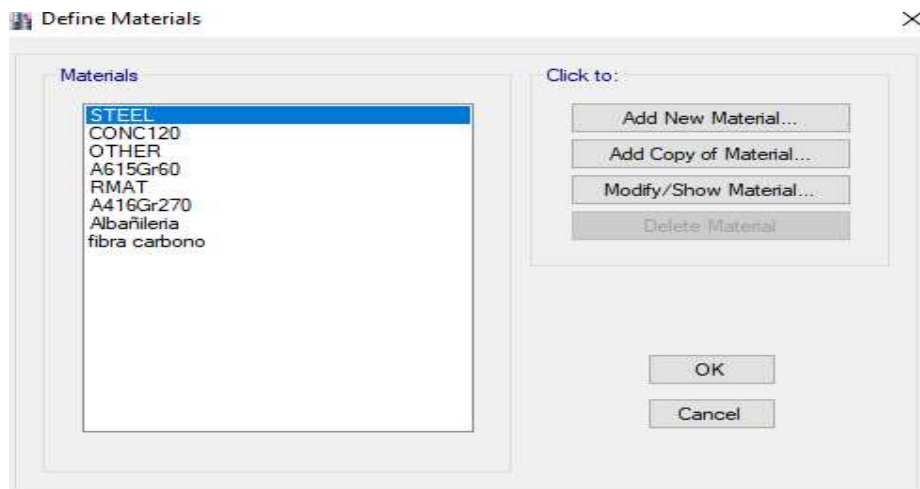 Define Materials
Materials
STEEL
CONC120
OTHER
A615Gr60
RMAT
A416Gr270
Albañileria
fibra carbono
Click to:
Add New Material...
Add Copy of Material...
Modify/Show Material...
Delete Material
OK
Cancel